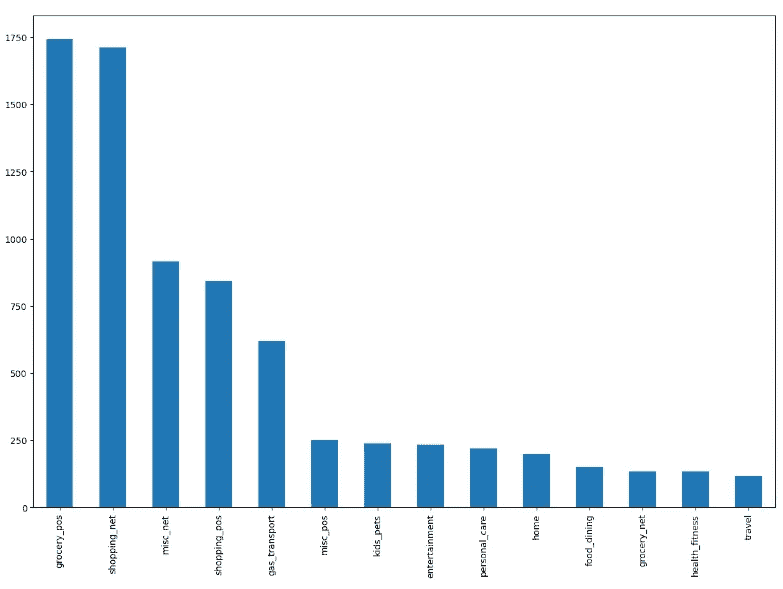 1750
1500
1250
1000
750
500
250
0
grocery_pos
shopping_net
misc_net
shopping_pos
gas_transport
misc_pos
kids_pets
entertainment
personal_care
home
food_dining
grocery_net
health_fitness
travel